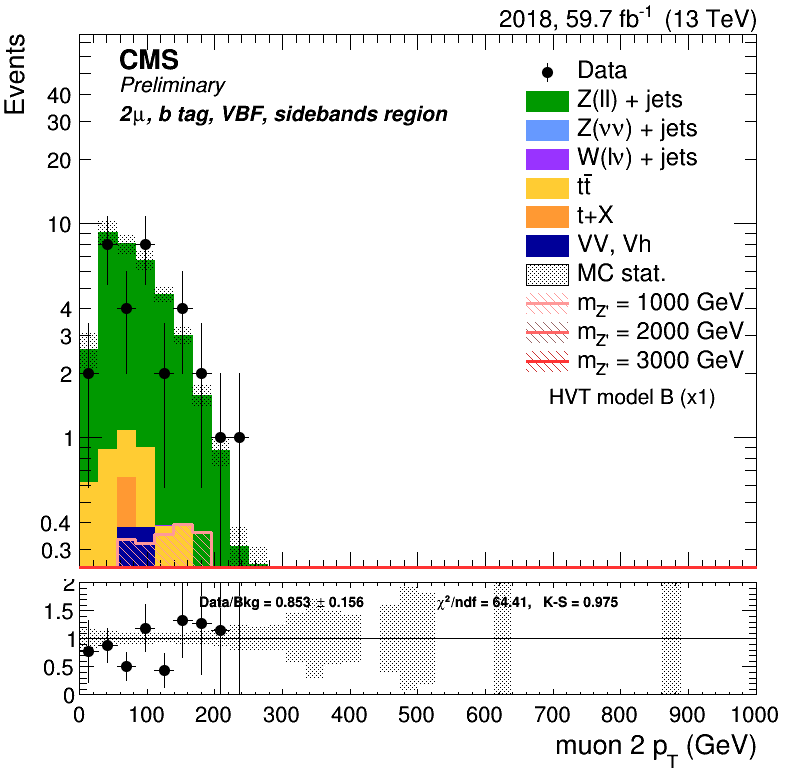 2018, 59.7 fb⁻¹ (13 TeV)
Events
CMS
Preliminary
2μ, b tag, VBF, sidebands region
Data
Z(ll) + jets
Z(νν) + jets
W(lν) + jets
tt̄
t+X
VV, Vh
MC stat.
m_Z' = 1000 GeV
m_Z' = 2000 GeV
m_Z' = 3000 GeV
HVT model B (x1)
40
30
20
10
4
3
2
1
0.4
0.3
Data/Bkg = 0.853 ± 0.156
χ²/ndf = 64.41, K-S = 0.975
2
1.5
1
0.5
0
0 100 200 300 400 500 600 700 800 900 1000
muon 2 p_T (GeV)